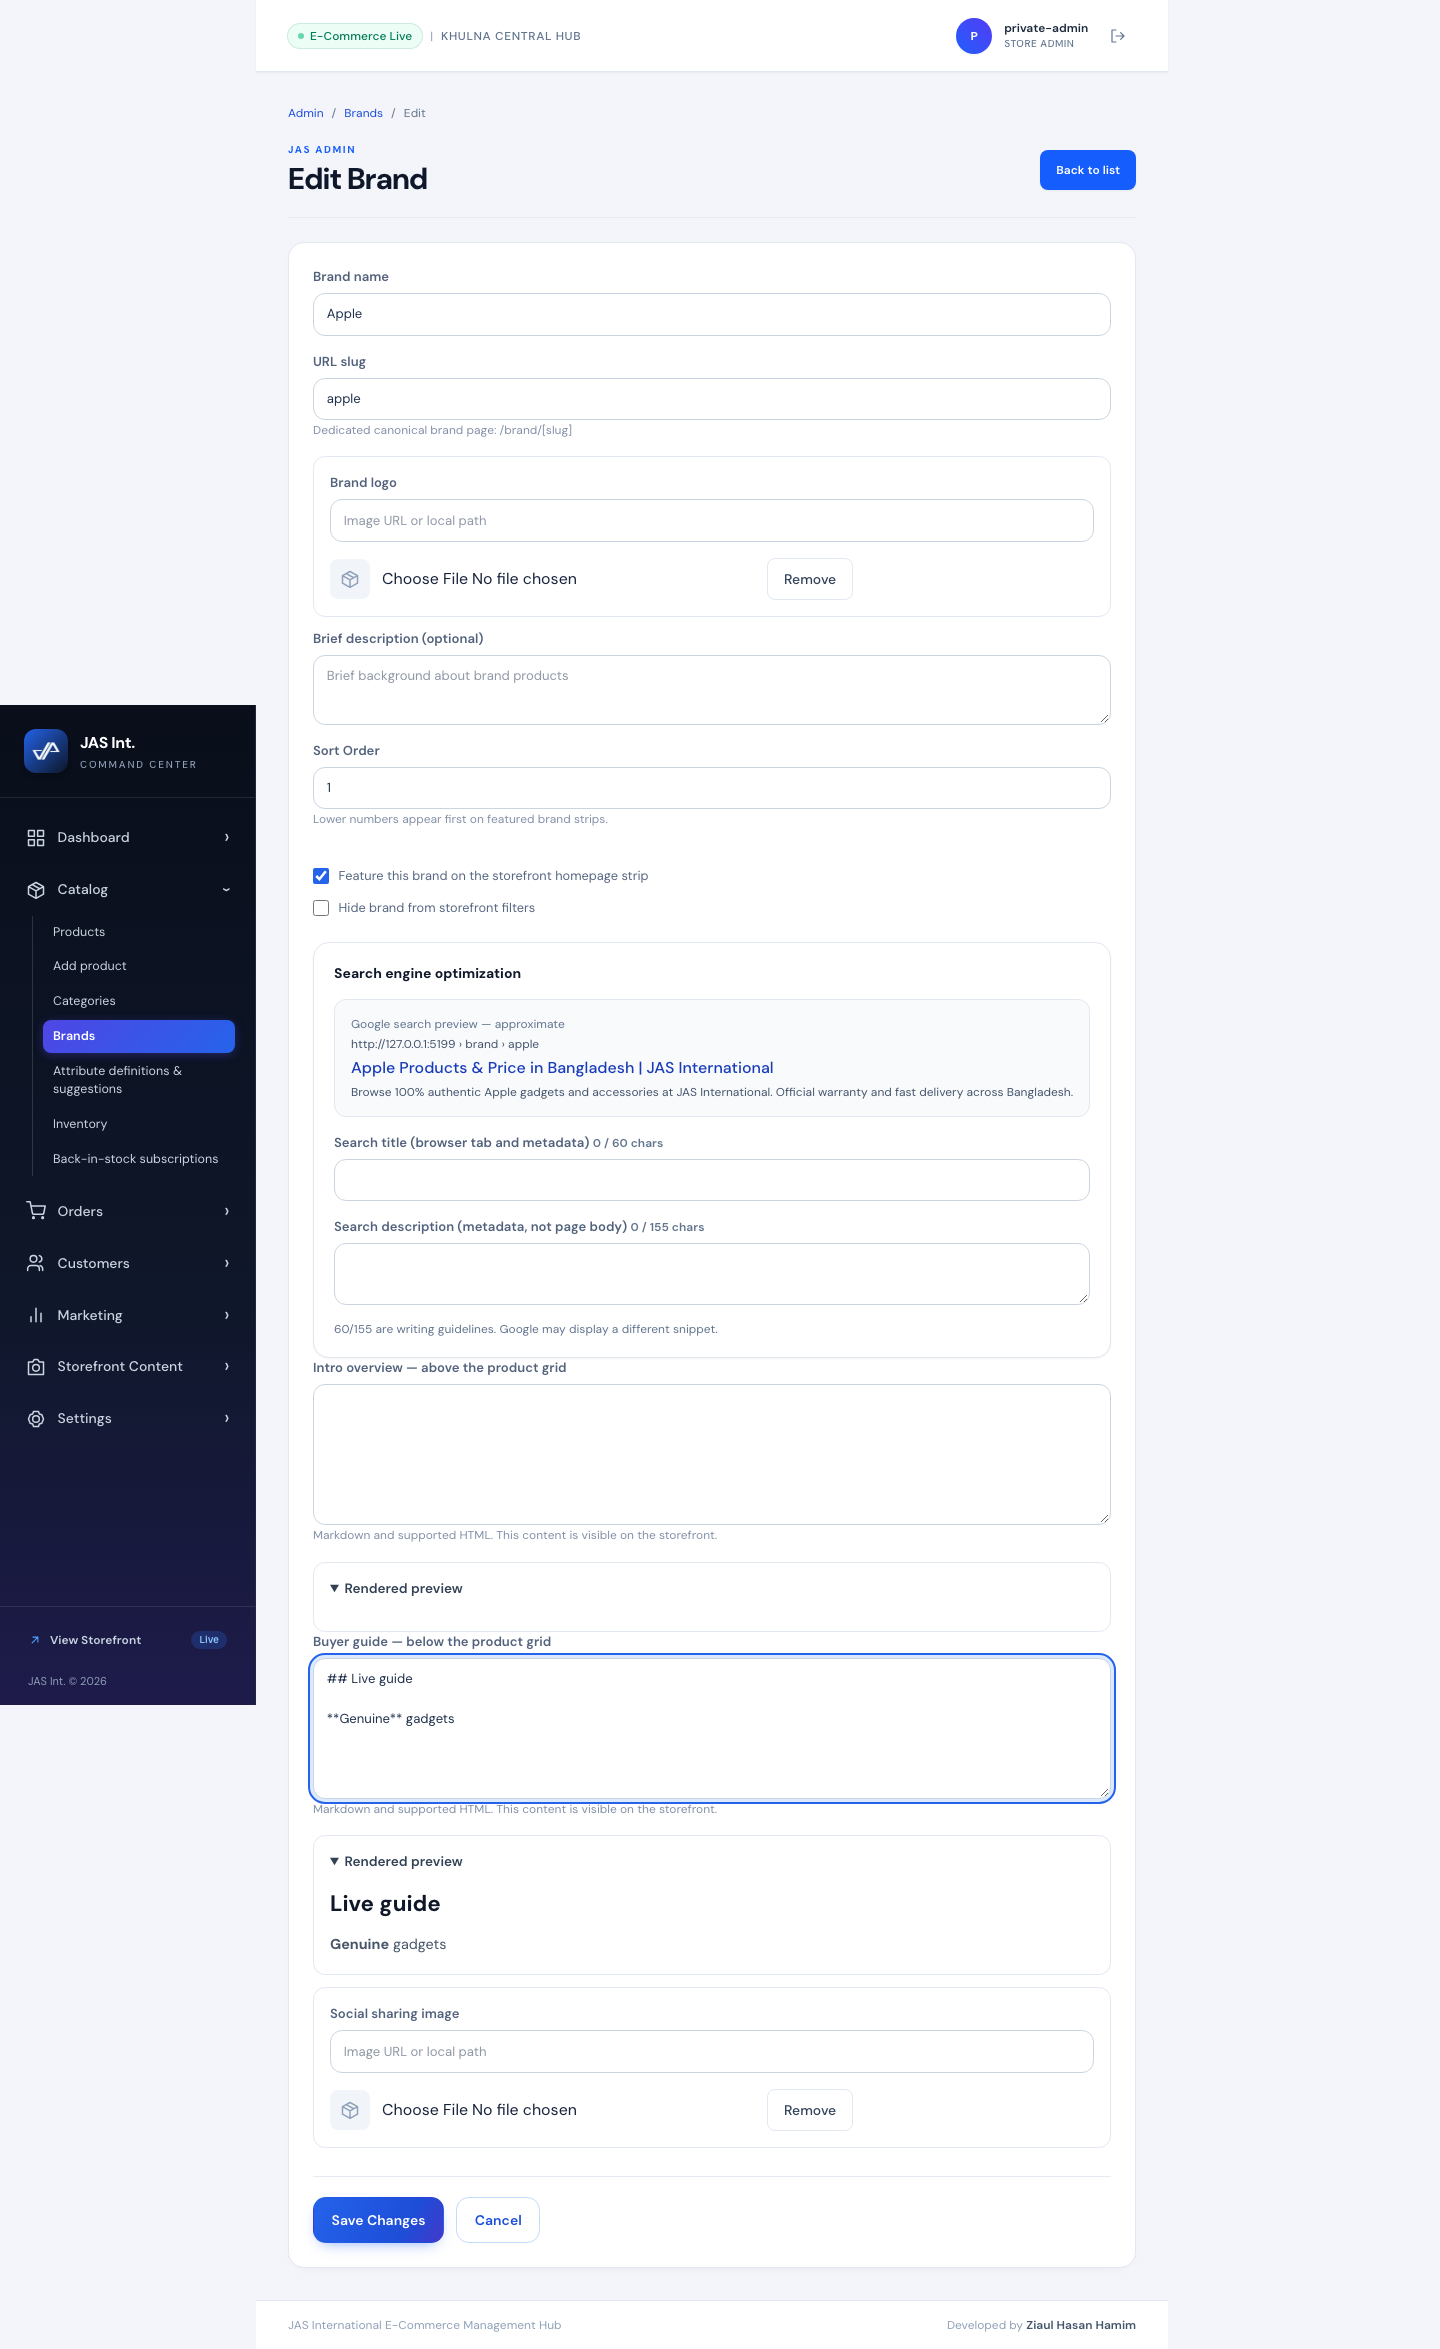 E-Commerce Live | KHULNA CENTRAL HUB
P
private-admin
STORE ADMIN
Admin / Brands / Edit
JAS ADMIN
Edit Brand
Back to list
Brand name
Apple
URL slug
apple
Dedicated canonical brand page: /brand/[slug]
Brand logo
Image URL or local path
Choose File No file chosen
Remove
Brief description (optional)
Brief background about brand products
Sort Order
1
Lower numbers appear first on featured brand strips.
Feature this brand on the storefront homepage strip
Hide brand from storefront filters
Search engine optimization
Google search preview — approximate
http://127.0.0.1:5199 › brand › apple
Apple Products & Price in Bangladesh | JAS International
Browse 100% authentic Apple gadgets and accessories at JAS International. Official warranty and fast delivery across Bangladesh.
Search title (browser tab and metadata) 0 / 60 chars
Search description (metadata, not page body) 0 / 155 chars
60/155 are writing guidelines. Google may display a different snippet.
Intro overview — above the product grid
Markdown and supported HTML. This content is visible on the storefront.
Rendered preview
Buyer guide — below the product grid
## Live guide
**Genuine** gadgets
Markdown and supported HTML. This content is visible on the storefront.
Rendered preview
Live guide
Genuine gadgets
Social sharing image
Image URL or local path
Choose File No file chosen
Remove
Save Changes
Cancel
JAS Int.
COMMAND CENTER
Dashboard
Catalog
Products
Add product
Categories
Brands
Attribute definitions &
suggestions
Inventory
Back-in-stock subscriptions
Orders
Customers
Marketing
Storefront Content
Settings
View Storefront
Live
JAS Int. © 2026
JAS International E-Commerce Management Hub
Developed by Ziaul Hasan Hamim